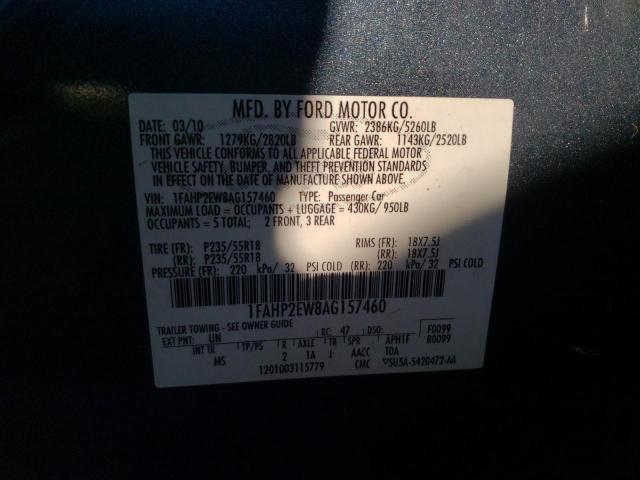 MFD. BY FORD MOTOR CO.
DATE: 03/10 GVWR: 2386KG/5260LB
FRONT GAWR: 1279KG/2820LB REAR GAWR: 1143KG/2520LB
THIS VEHICLE CONFORMS TO ALL APPLICABLE FEDERAL MOTOR
VEHICLE SAFETY, BUMPER, AND THEFT PREVENTION STANDARDS
IN EFFECT ON THE DATE OF MANUFACTURE SHOWN ABOVE.
VIN: 1FAHP2EW8AG157460 TYPE: Passenger Car
MAXIMUM LOAD = OCCUPANTS + LUGGAGE = 430KG/ 950LB
OCCUPANTS = 5 TOTAL; 2 FRONT, 3 REAR
TIRE (FR): P235/55R18 RIMS (FR): 18X7.5J
(RR): P235/55R18 (RR): 18X7.5J
PRESSURE (FR): 220 kPa/ 32 PSI COLD (RR): 220 kPa/ 32 PSI COLD
1FAHP2EW8AG157460
TRAILER TOWING - SEE OWNER GUIDE
EXT PNT: UN RC: 47 DSO: F0099
INT TR TP/PS R AXLE TR SPR APH1F R0099
MS 2 1A J AACC TOA
1201003115779 CMC SU5A-5420472-AA